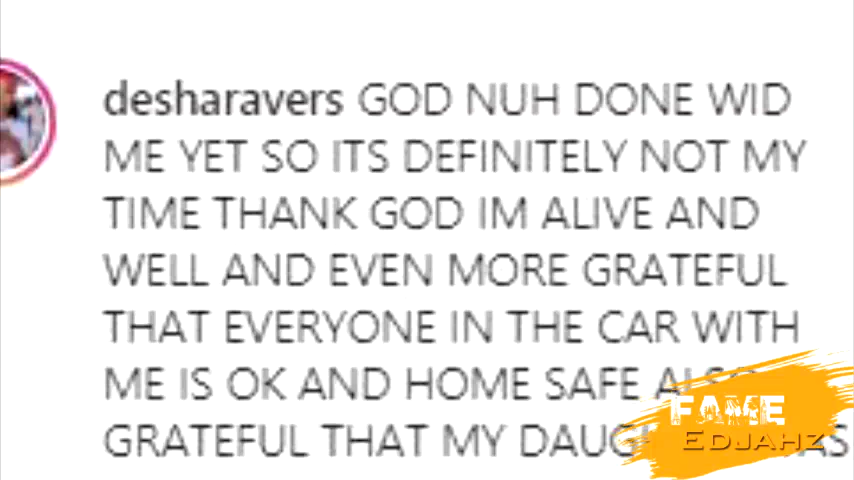 desharavers GOD NUH DONE WID
ME YET SO ITS DEFINITELY NOT MY
TIME THANK GOD IM ALIVE AND
WELL AND EVEN MORE GRATEFUL
THAT EVERYONE IN THE CAR WITH
ME IS OK AND HOME SAFE ALSO
GRATEFUL THAT MY
FAME
EDJAHZ